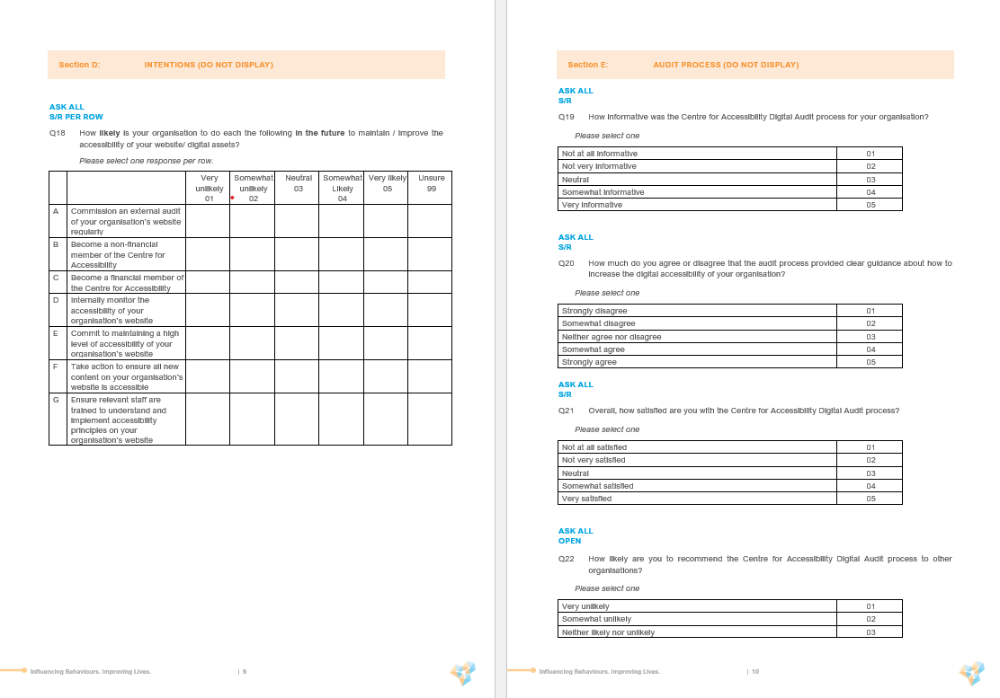 Section D: INTENTIONS (DO NOT DISPLAY)
ASK ALL
S/R PER ROW
Q18 How likely is your organisation to do each the following in the future to maintain / improve the
accessibility of your website/ digital assets?
Please select one response per row.
Very unlikely 01 Somewhat unlikely 02 Neutral 03 Somewhat Likely 04 Very likely 05 Unsure 99
A Commission an external audit
of your organisation's website
regularly
B Become a non-financial
member of the Centre for
Accessibility
C Become a financial member of
the Centre for Accessibility
D Internally monitor the
accessibility of your
organisation's website
E Commit to maintaining a high
level of accessibility of your
organisation's website
F Take action to ensure all new
content on your organisation's
website is accessible
G Ensure relevant staff are
trained to understand and
implement accessibility
principles on your
organisation's website
Influencing Behaviours. Improving Lives. | 9
Section E: AUDIT PROCESS (DO NOT DISPLAY)
ASK ALL
S/R
Q19 How informative was the Centre for Accessibility Digital Audit process for your organisation?
Please select one
Not at all informative 01
Not very informative 02
Neutral 03
Somewhat informative 04
Very informative 05
ASK ALL
S/R
Q20 How much do you agree or disagree that the audit process provided clear guidance about how to
increase the digital accessibility of your organisation?
Please select one
Strongly disagree 01
Somewhat disagree 02
Neither agree nor disagree 03
Somewhat agree 04
Strongly agree 05
ASK ALL
S/R
Q21 Overall, how satisfied are you with the Centre for Accessibility Digital Audit process?
Please select one
Not at all satisfied 01
Not very satisfied 02
Neutral 03
Somewhat satisfied 04
Very satisfied 05
ASK ALL
OPEN
Q22 How likely are you to recommend the Centre for Accessibility Digital Audit process to other
organisations?
Please select one
Very unlikely 01
Somewhat unlikely 02
Neither likely nor unlikely 03
Influencing Behaviours. Improving Lives. | 10